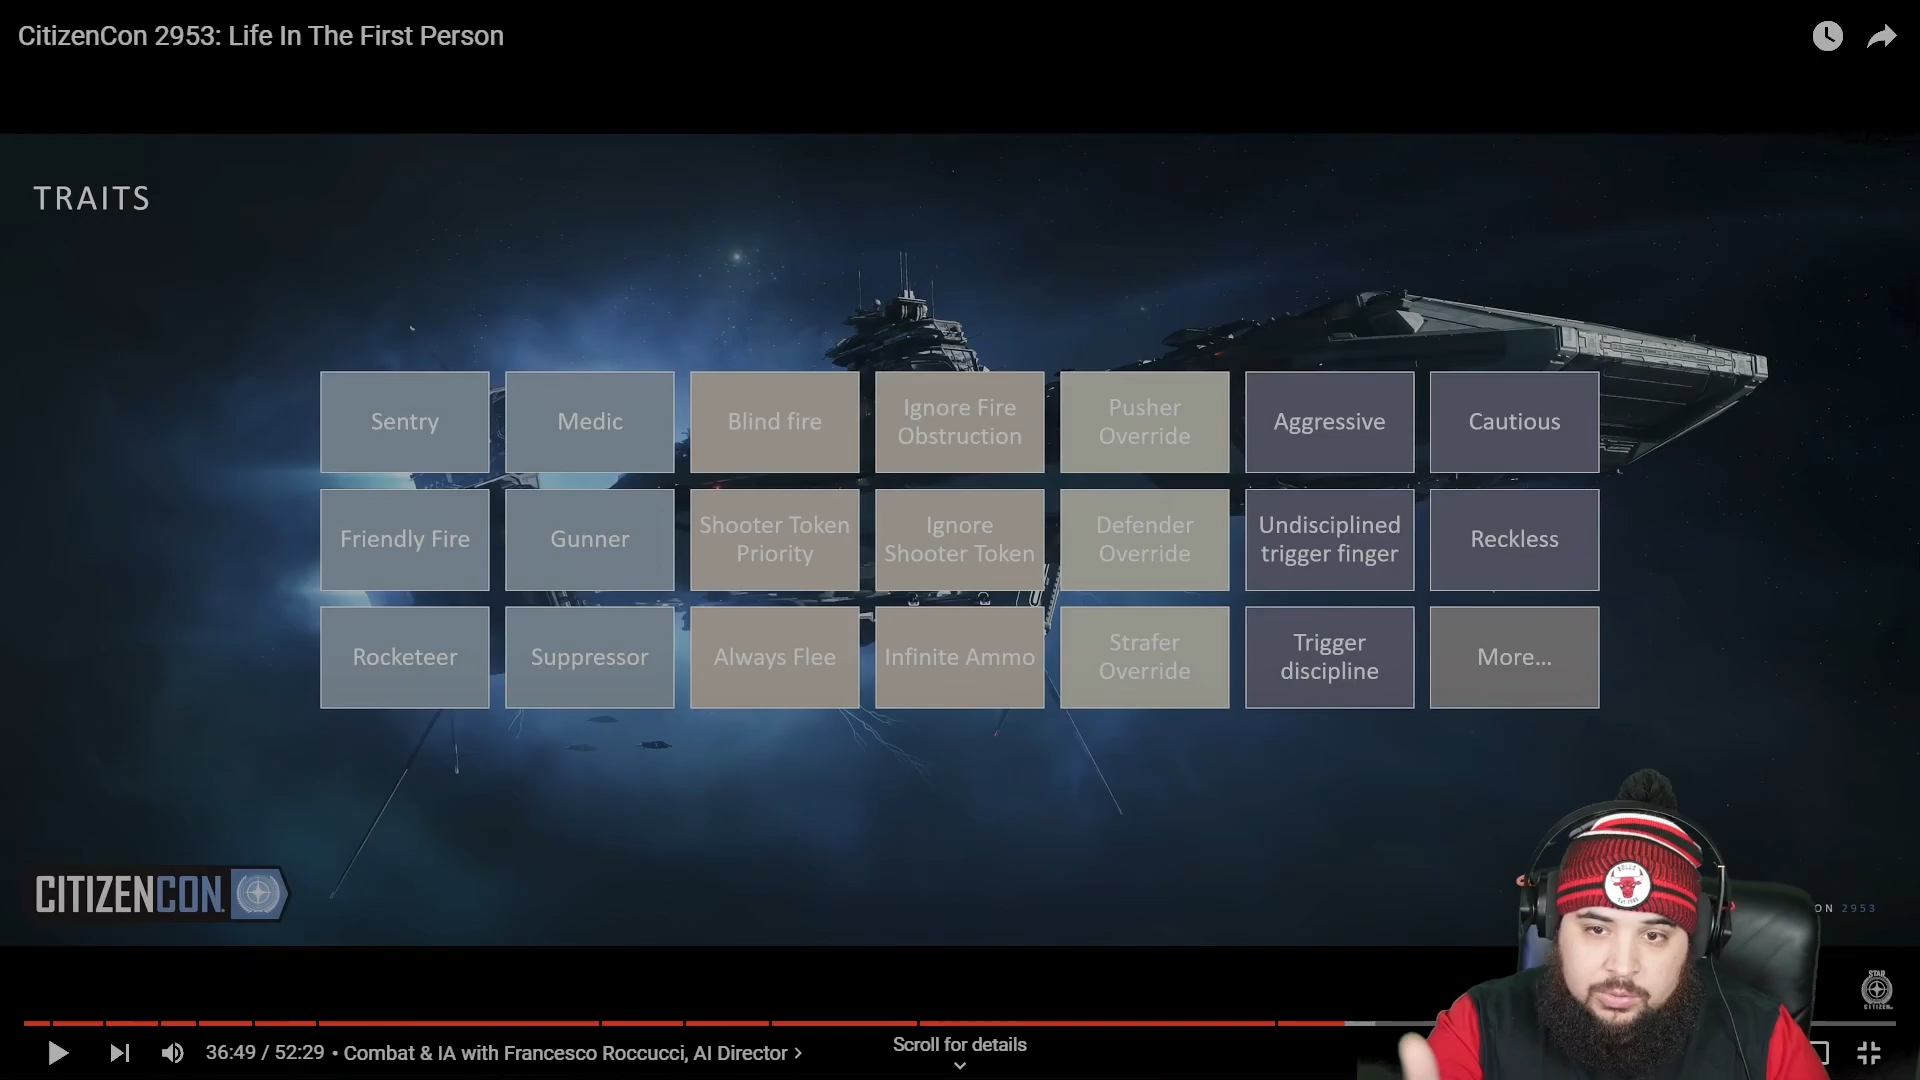 CitizenCon 2953: Life In The First Person
TRAITS
Sentry
Medic
Blind fire
Ignore Fire
Obstruction
Pusher
Override
Aggressive
Cautious
Friendly Fire
Gunner
Shooter Token
Priority
Ignore
Shooter Token
Defender
Override
Undisciplined
trigger finger
Reckless
Rocketeer
Suppressor
Always Flee
Infinite Ammo
Strafer
Override
Trigger
discipline
More...
CITIZENCON
ON 2953
BULLS
STAR
CITIZEN
36:49 / 52:29 • Combat & IA with Francesco Roccucci, AI Director
Scroll for details